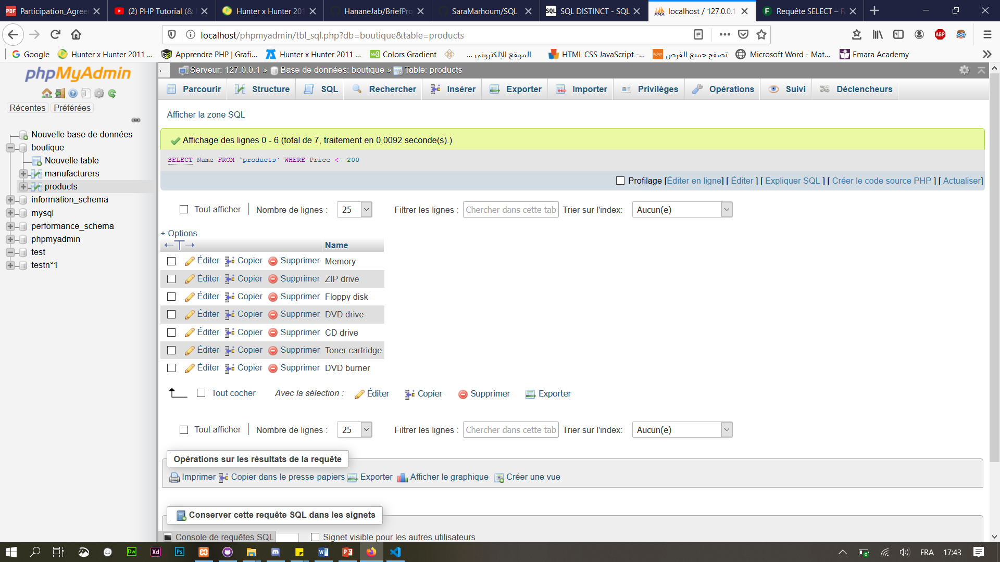 Participation_Agree
(2) PHP Tutorial (&
Hunter x Hunter 201
HananeJab/BriefPro
SaraMarhoum/SQL
SQL DISTINCT - SQL
localhost / 127.0.0.1
Requête SELECT – F
localhost/phpmyadmin/tbl_sql.php?db=boutique&table=products
Google
Hunter x Hunter 2011 ...
Apprendre PHP | Grafi...
Hunter x Hunter 2011 ...
Colors Gradient
الموقع الإلكتروني ...
HTML CSS JavaScript -...
تصفح جميع الفرص
Microsoft Word - Mat...
Emara Academy
phpMyAdmin
Récentes Préférées
Nouvelle base de données
boutique
Nouvelle table
manufacturers
products
information_schema
mysql
performance_schema
phpmyadmin
test
testn°1
Serveur: 127.0.0.1 » Base de données: boutique » Table: products
Parcourir Structure SQL Rechercher Insérer Exporter Importer Privilèges Opérations Suivi Déclencheurs
Afficher la zone SQL
Affichage des lignes 0 - 6 (total de 7, traitement en 0,0092 seconde(s).)
SELECT Name FROM `products` WHERE Price <= 200
Profilage [Éditer en ligne] [ Éditer ] [ Expliquer SQL ] [ Créer le code source PHP ] [ Actualiser]
Tout afficher | Nombre de lignes : 25 Filtrer les lignes : Chercher dans cette tab Trier sur l'index: Aucun(e)
+ Options
←T→ Name
Éditer Copier Supprimer Memory
Éditer Copier Supprimer ZIP drive
Éditer Copier Supprimer Floppy disk
Éditer Copier Supprimer DVD drive
Éditer Copier Supprimer CD drive
Éditer Copier Supprimer Toner cartridge
Éditer Copier Supprimer DVD burner
Tout cocher Avec la sélection : Éditer Copier Supprimer Exporter
Tout afficher | Nombre de lignes : 25 Filtrer les lignes : Chercher dans cette tab Trier sur l'index: Aucun(e)
Opérations sur les résultats de la requête
Imprimer Copier dans le presse-papiers Exporter Afficher le graphique Créer une vue
Conserver cette requête SQL dans les signets
Console de requêtes SQL Signet visible pour les autres utilisateurs
FRA 17:43